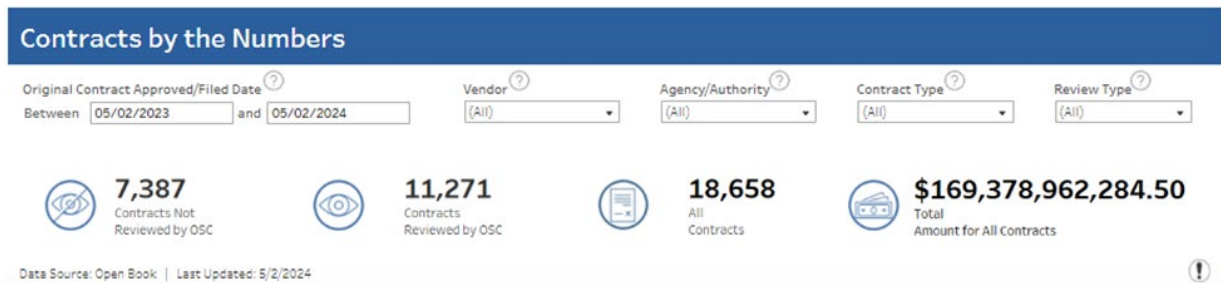 Contracts by the Numbers
Original Contract Approved/Filed Date ?
Vendor ?
Agency/Authority ?
Contract Type ?
Review Type ?
Between 05/02/2023 and 05/02/2024
(All)
(All)
(All)
(All)
7,387
Contracts Not
Reviewed by OSC
11,271
Contracts
Reviewed by OSC
18,658
All
Contracts
$169,378,962,284.50
Total
Amount for All Contracts
Data Source: Open Book | Last Updated: 5/2/2024